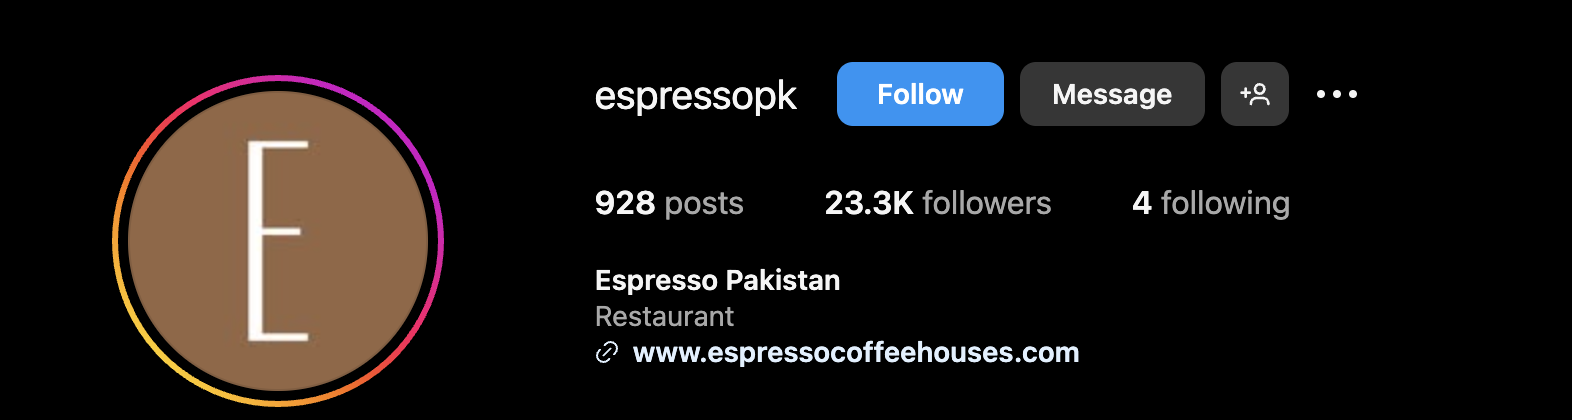 E
espressopk Follow Message
928 posts 23.3K followers 4 following
Espresso Pakistan
Restaurant
www.espressocoffeehouses.com